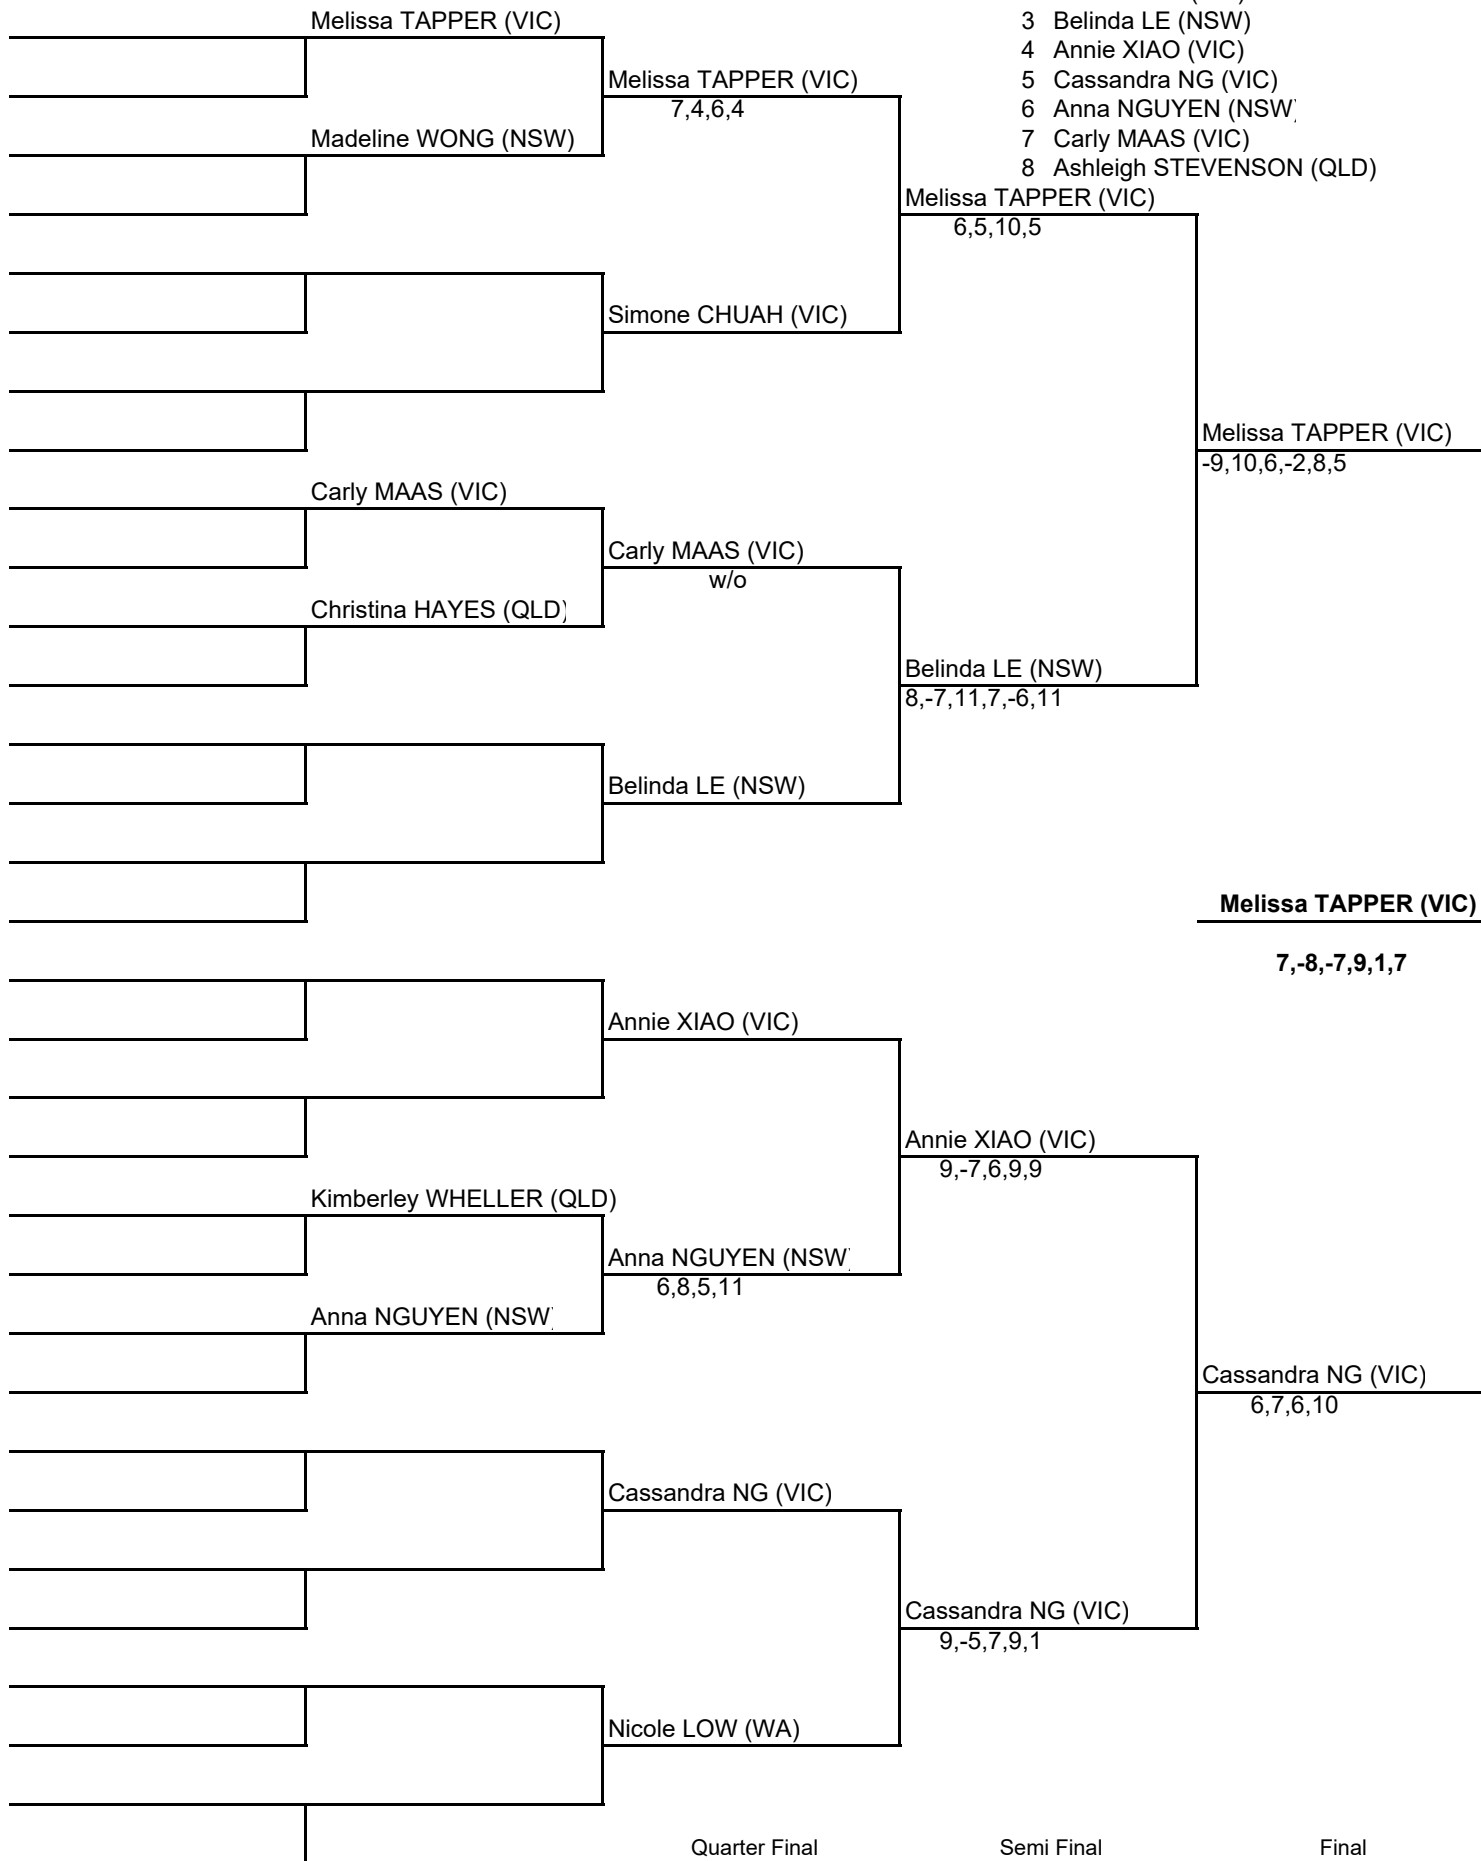 Melissa TAPPER (VIC)
3 Belinda LE (NSW)
4 Annie XIAO (VIC)
Melissa TAPPER (VIC)
5 Cassandra NG (VIC)
7,4,6,4
6 Anna NGUYEN (NSW)
Madeline WONG (NSW)
7 Carly MAAS (VIC)
8 Ashleigh STEVENSON (QLD)
Melissa TAPPER (VIC)
6,5,10,5
Simone CHUAH (VIC)
Melissa TAPPER (VIC)
-9,10,6,-2,8,5
Carly MAAS (VIC)
Carly MAAS (VIC)
w/o
Christina HAYES (QLD)
Belinda LE (NSW)
8,-7,11,7,-6,11
Belinda LE (NSW)
Melissa TAPPER (VIC)
7,-8,-7,9,1,7
Annie XIAO (VIC)
Annie XIAO (VIC)
9,-7,6,9,9
Kimberley WHELLER (QLD)
Anna NGUYEN (NSW)
6,8,5,11
Anna NGUYEN (NSW)
Cassandra NG (VIC)
6,7,6,10
Cassandra NG (VIC)
Cassandra NG (VIC)
9,-5,7,9,1
Nicole LOW (WA)
Quarter Final Semi Final Final